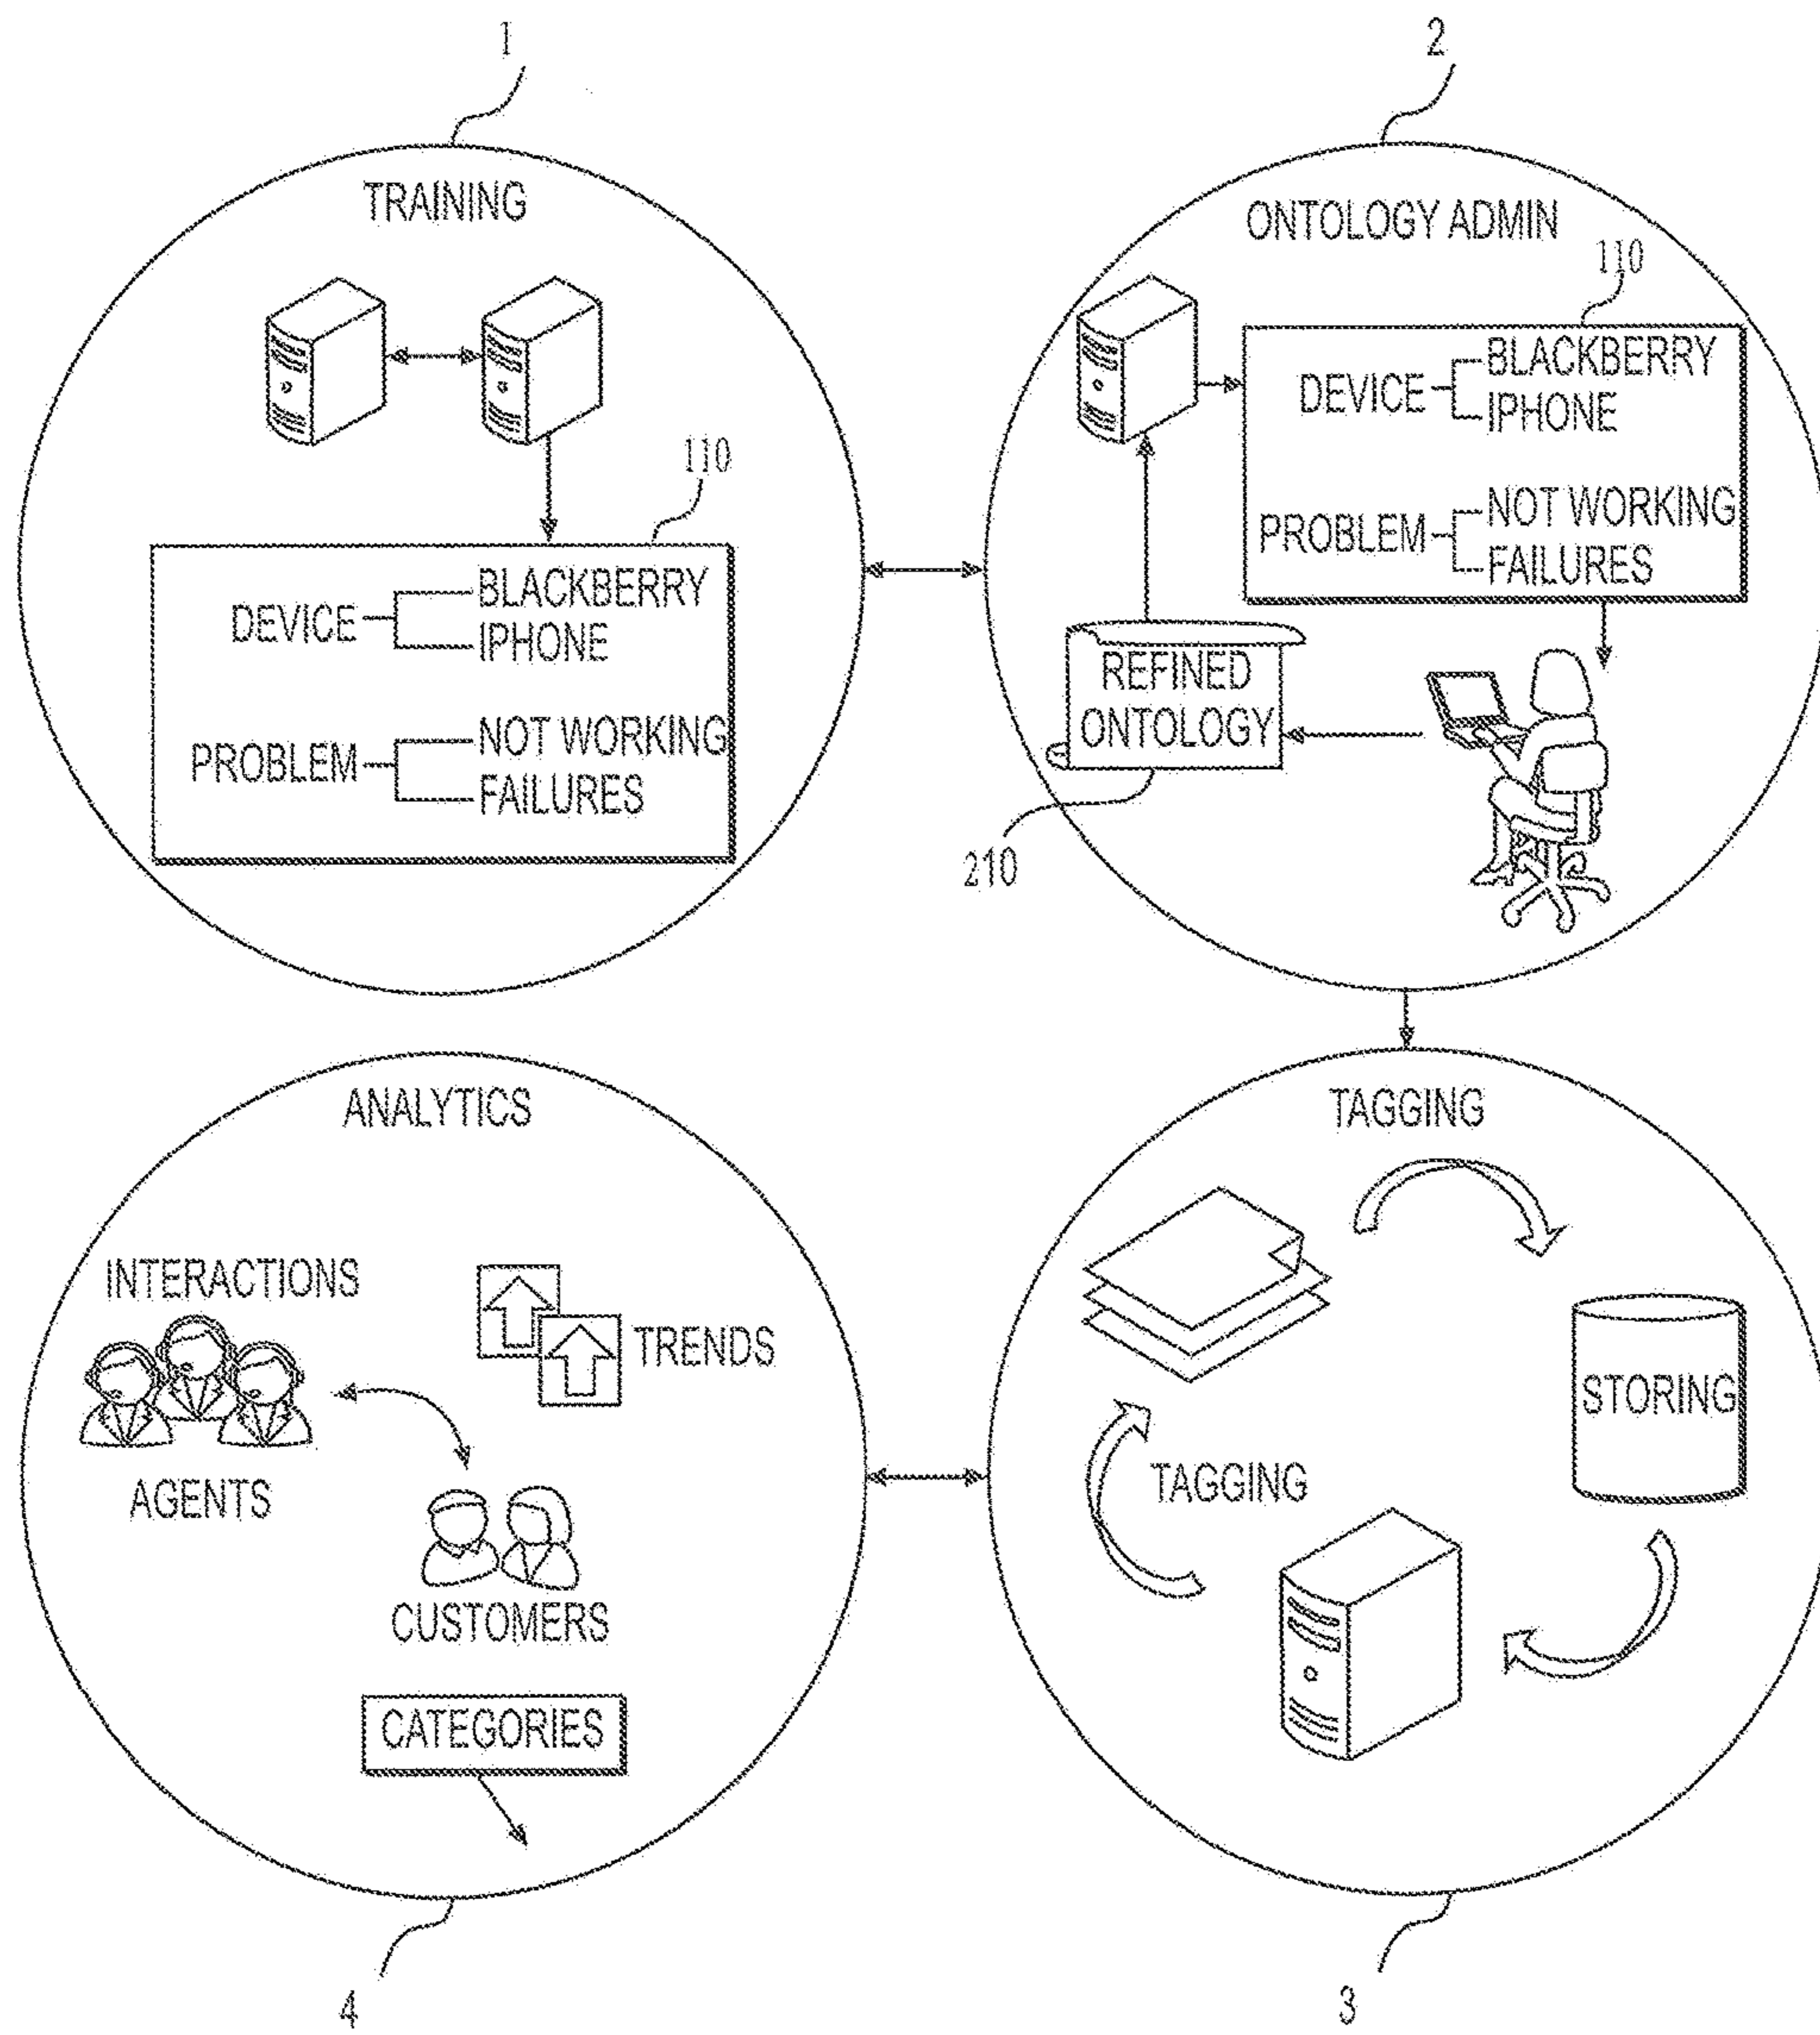 1
TRAINING
110
DEVICE
BLACKBERRY
IPHONE
PROBLEM
NOT WORKING
FAILURES
2
ONTOLOGY ADMIN
110
DEVICE
BLACKBERRY
IPHONE
PROBLEM
NOT WORKING
FAILURES
REFINED
ONTOLOGY
210
ANALYTICS
INTERACTIONS
TRENDS
AGENTS
CUSTOMERS
CATEGORIES
4
TAGGING
STORING
TAGGING
3